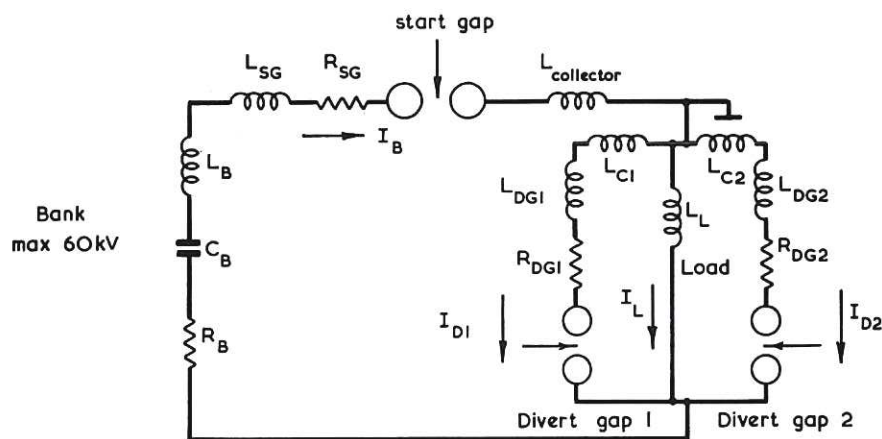 start gap
L_SG
R_SG
L_collector
I_B
L_B
L_C1
L_C2
L_DG1
L_DG2
L_L
Bank
max 60kV
C_B
R_DG1
Load
R_DG2
I_D1
I_L
I_D2
R_B
Divert gap 1
Divert gap 2